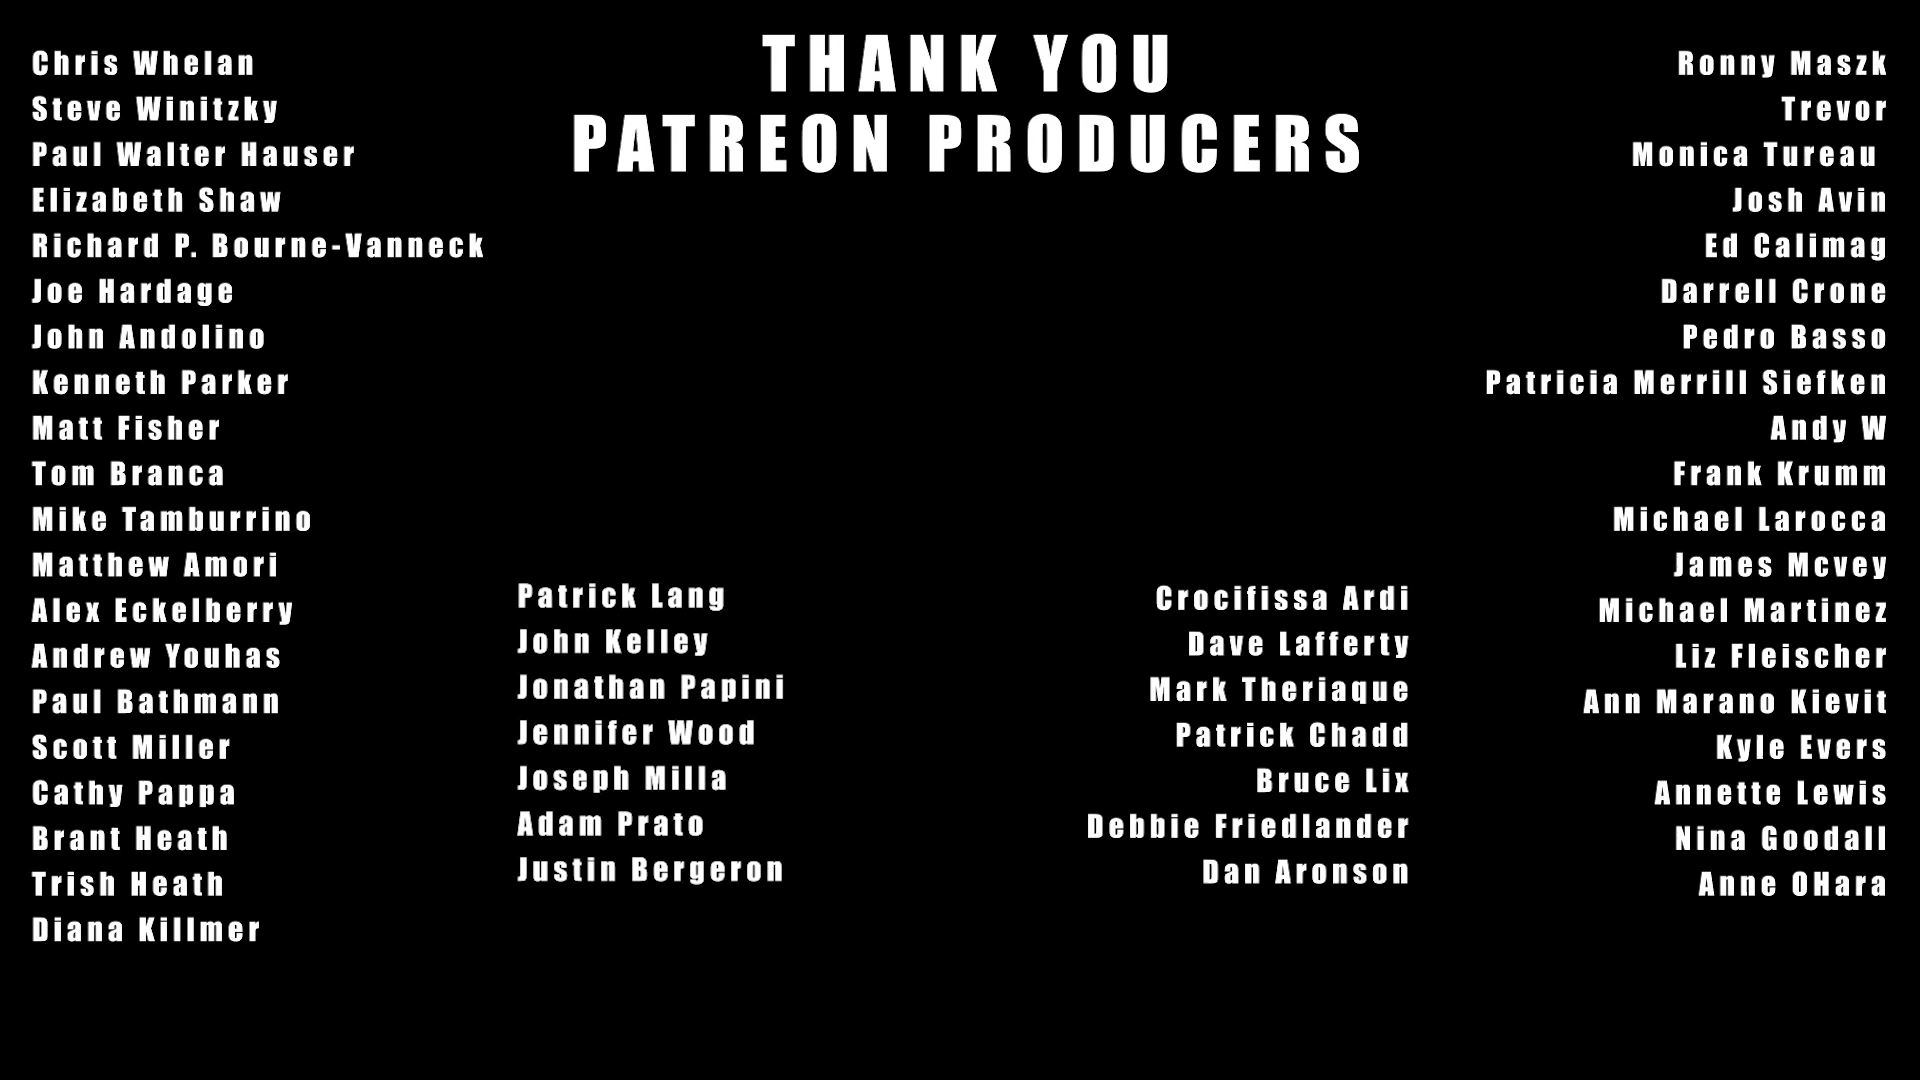 THANK YOU
PATREON PRODUCERS
Chris Whelan
Steve Winitzky
Paul Walter Hauser
Elizabeth Shaw
Richard P. Bourne-Vanneck
Joe Hardage
John Andolino
Kenneth Parker
Matt Fisher
Tom Branca
Mike Tamburrino
Matthew Amori
Alex Eckelberry
Andrew Youhas
Paul Bathmann
Scott Miller
Cathy Pappa
Brant Heath
Trish Heath
Diana Killmer
Patrick Lang
John Kelley
Jonathan Papini
Jennifer Wood
Joseph Milla
Adam Prato
Justin Bergeron
Crocifissa Ardi
Dave Lafferty
Mark Theriaque
Patrick Chadd
Bruce Lix
Debbie Friedlander
Dan Aronson
Ronny Maszk
Trevor
Monica Tureau
Josh Avin
Ed Calimag
Darrell Crone
Pedro Basso
Patricia Merrill Siefken
Andy W
Frank Krumm
Michael Larocca
James Mcvey
Michael Martinez
Liz Fleischer
Ann Marano Kievit
Kyle Evers
Annette Lewis
Nina Goodall
Anne OHara